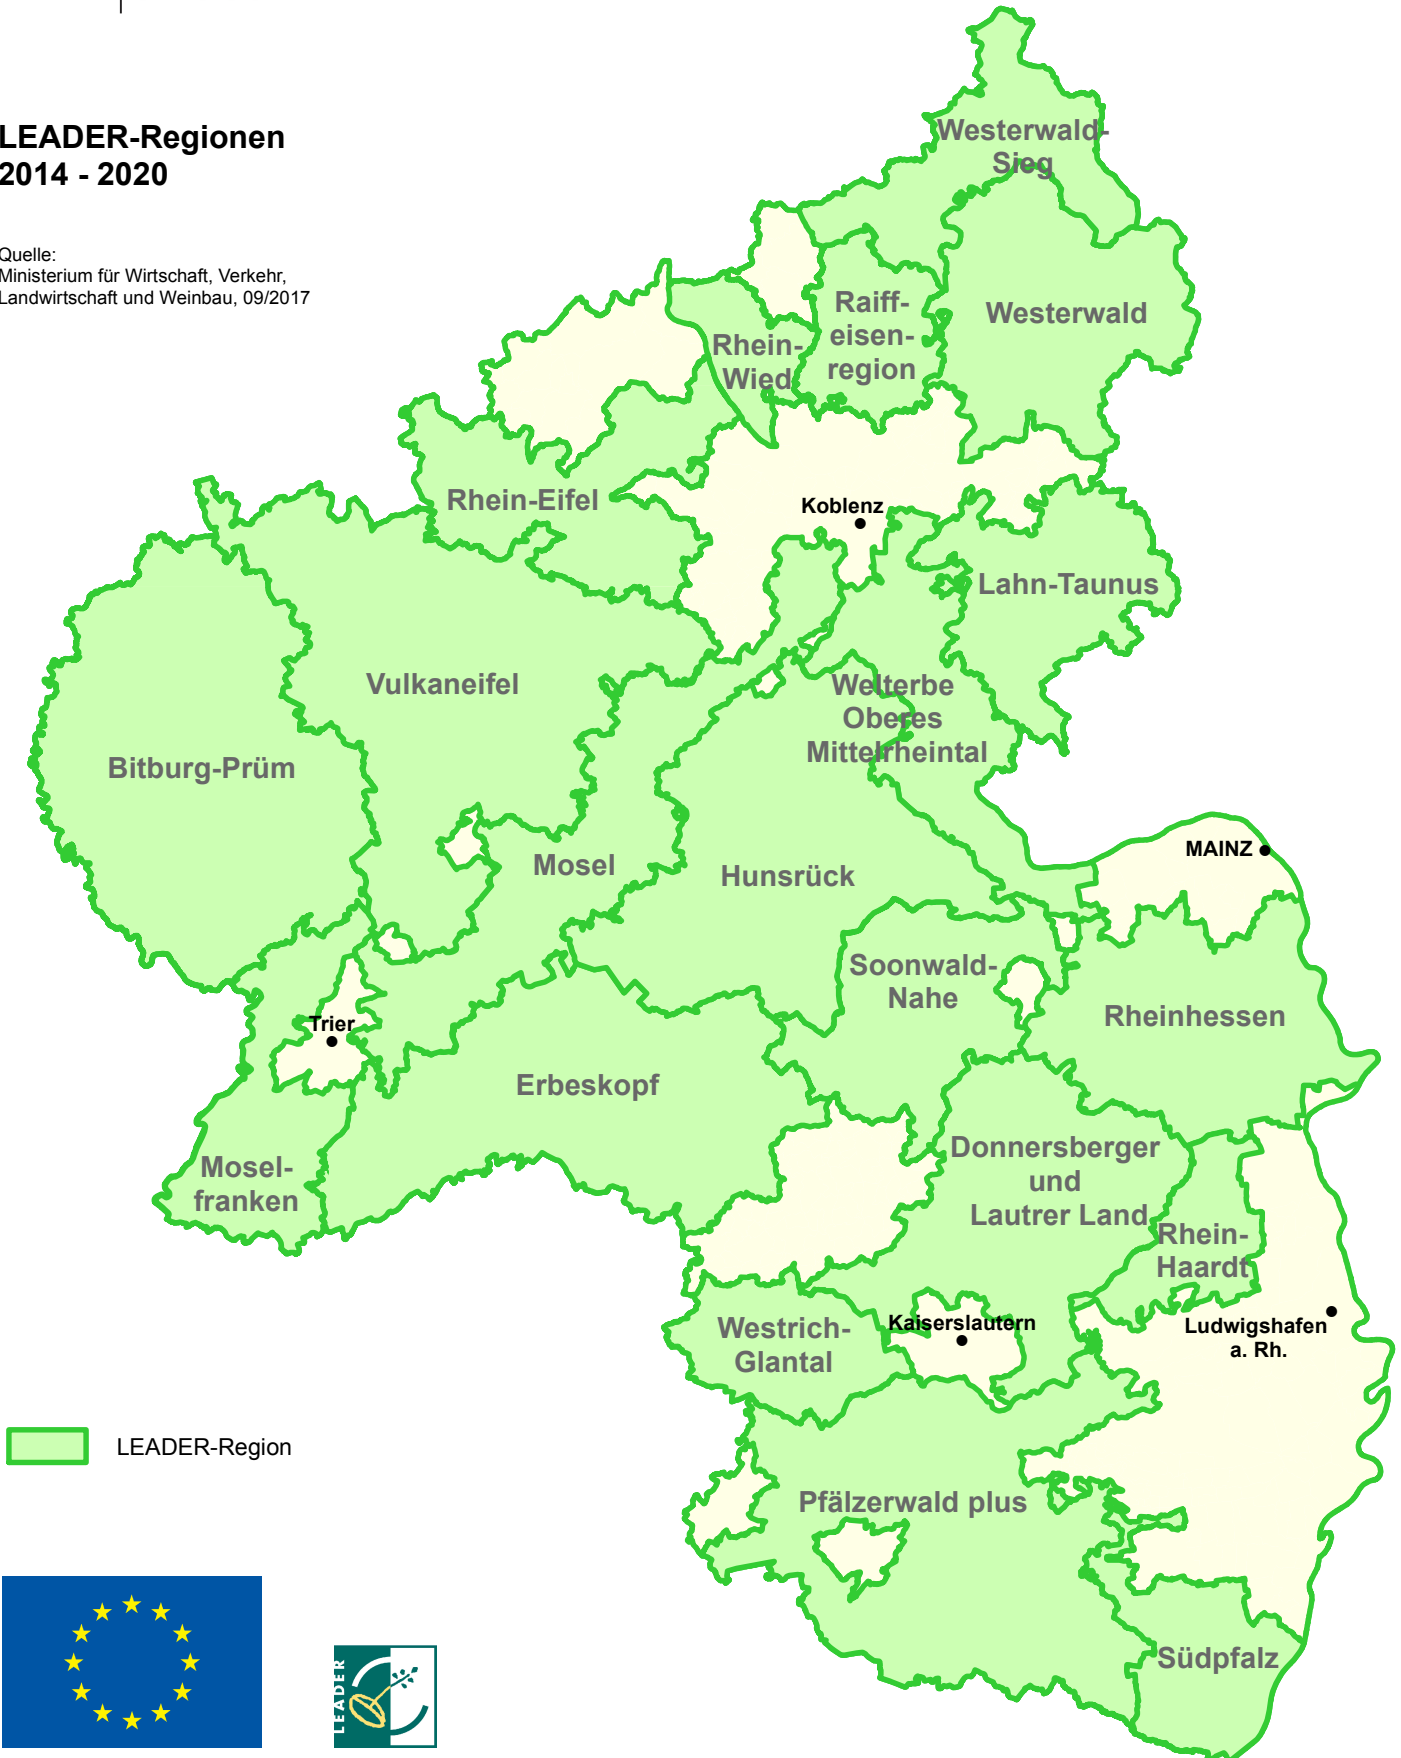 LEADER-Regionen
2014 - 2020
Quelle:
Ministerium für Wirtschaft, Verkehr,
Landwirtschaft und Weinbau, 09/2017
Westerwald-
Sieg
Westerwald
Raiff-
eisen-
region
Rhein-
Wied
Rhein-Eifel
Koblenz
Lahn-Taunus
Vulkaneifel
Welterbe
Oberes
Mittelrheintal
Bitburg-Prüm
Mosel
Hunsrück
MAINZ
Soonwald-
Nahe
Rheinhessen
Trier
Erbeskopf
Mosel-
franken
Donnersberger
und
Lautrer Land
Rhein-
Haardt
Westrich-
Glantal
Kaiserslautern
Ludwigshafen
a. Rh.
LEADER-Region
Pfälzerwald plus
Südpfalz
LEADER